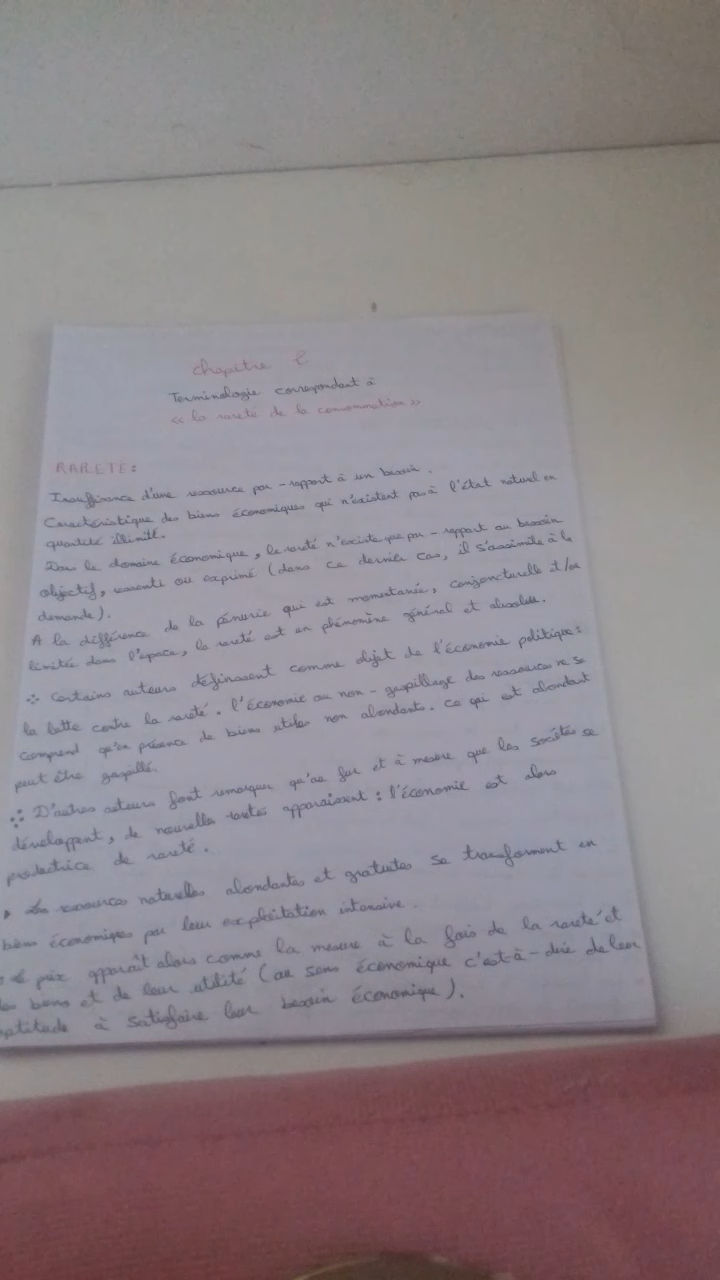 Chapitre
Terminologie correspondant à
« la rareté de la consommation »
RARETE :
Insuffisance d'une ressource par-rapport à un besoin.
Caractéristique des biens économiques qui n'existent pas à l'état naturel en
quantité illimité.
Dans le domaine économique, la rareté n'existe que par-rapport au besoin
objectif, ressenti ou exprimé (dans ce dernier cas, il s'assimile à la
demande).
A la différence de la pénurie qui est momentanée, conjoncturelle et/ou
limitée dans l'espace, la rareté est un phénomène général et absolue.
Certains auteurs définissent comme objet de l'économie politique :
la lutte contre la rareté. l'économie ou non-gaspillage des ressources ne se
comprend qu'en présence de biens utiles non abondants. Ce qui est abondant
peut être gaspillé.
D'autres auteurs font remarquer qu'au fur et à mesure que les sociétés se
développent, de nouvelles raretés apparaissent : l'économie est alors
productrice de rareté.
ressources naturelles abondantes et gratuites se transforment en
biens économiques par leur exploitation intensive.
prix apparaît alors comme la mesure à la fois de la rareté et
des biens et de leur utilité (au sens économique c'est-à-dire de leur
aptitude à satisfaire leur besoin économique).